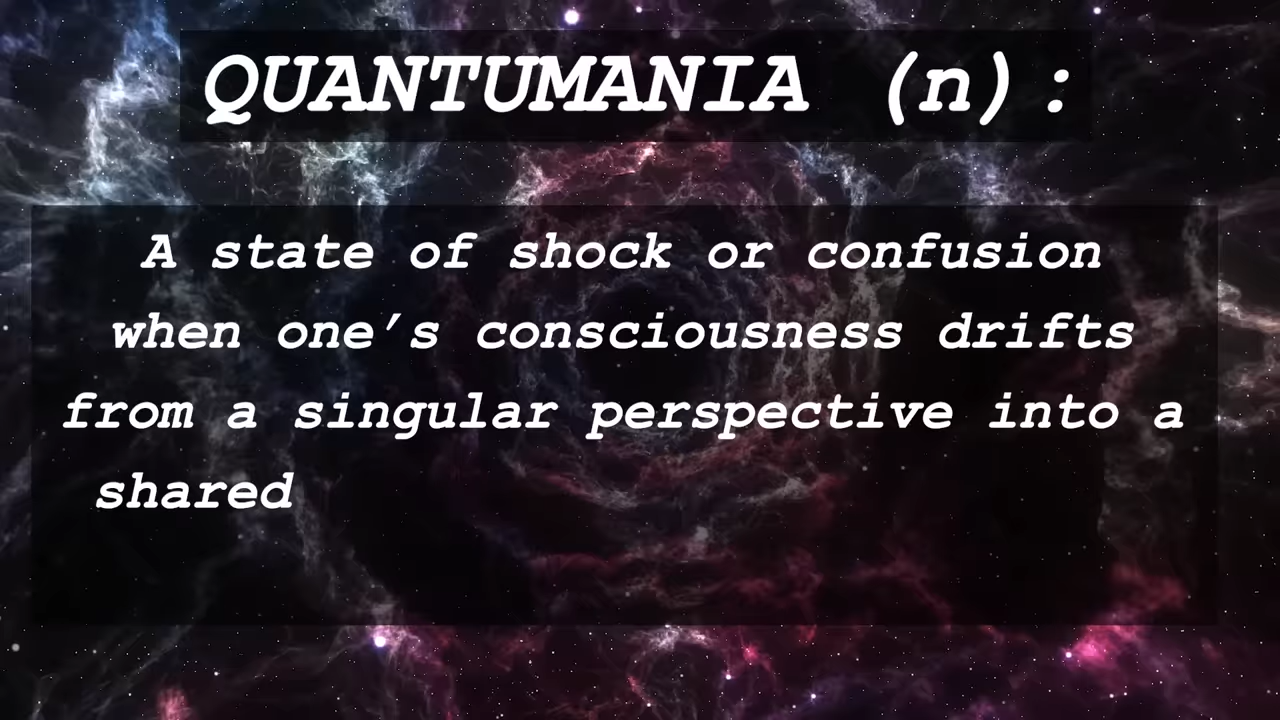 QUANTUMANIA (n):
A state of shock or confusion
when one’s consciousness drifts
from a singular perspective into a
shared